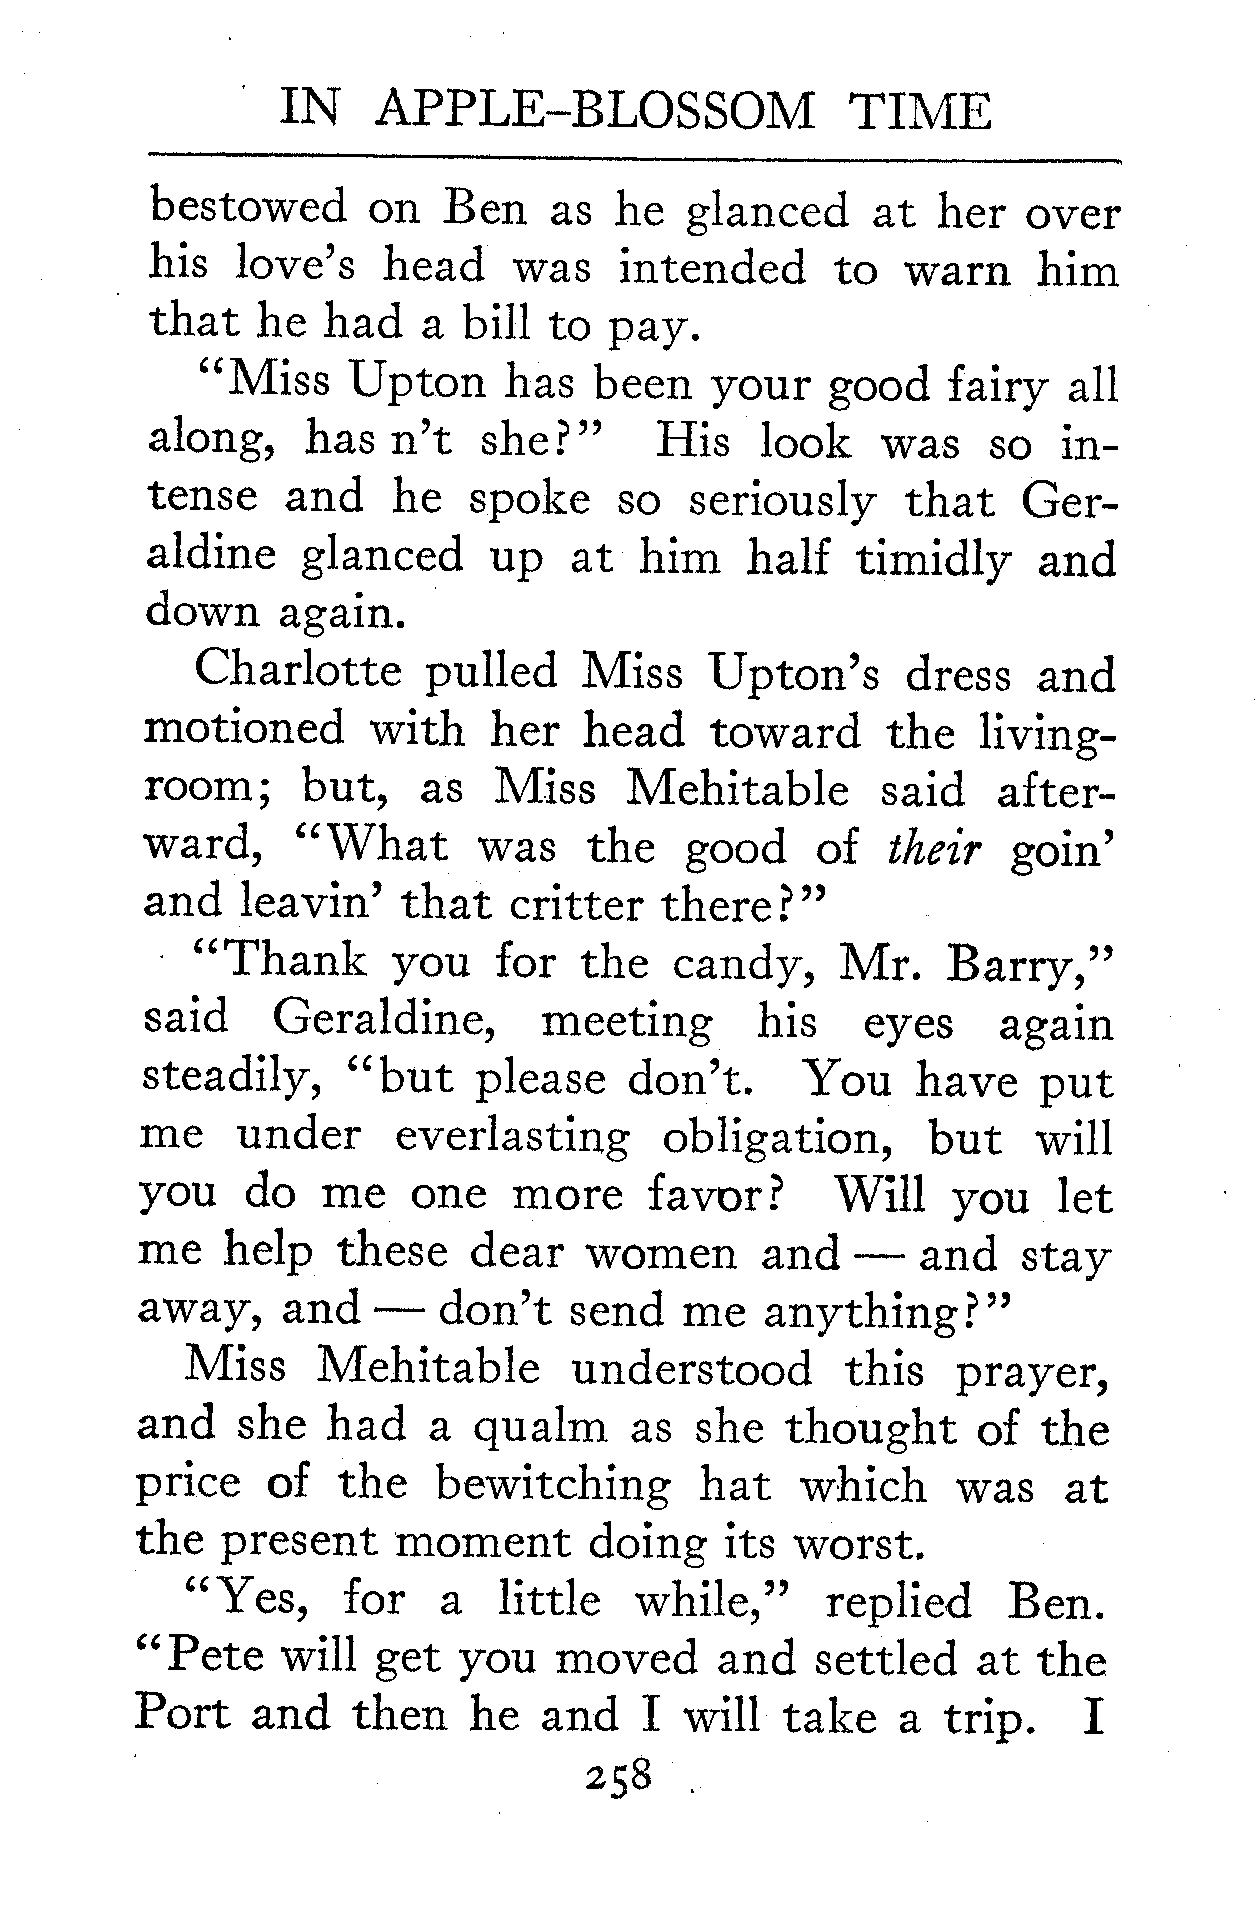 IN APPLE-BLOSSOM TIME
bestowed on Ben as he glanced at her over
his love's head was intended to warn him
that he had a bill to pay.
“Miss Upton has been your good fairy all
along, has n't she?” His look was so in-
tense and he spoke so seriously that Ger-
aldine glanced up at him half timidly and
down again.
Charlotte pulled Miss Upton's dress and
motioned with her head toward the living-
room; but, as Miss Mehitable said after-
ward, “What was the good of their goin'
and leavin' that critter there?”
“Thank you for the candy, Mr. Barry,”
said Geraldine, meeting his eyes again
steadily, “but please don't. You have put
me under everlasting obligation, but will
you do me one more favor? Will you let
me help these dear women and — and stay
away, and — don't send me anything?”
Miss Mehitable understood this prayer,
and she had a qualm as she thought of the
price of the bewitching hat which was at
the present moment doing its worst.
“Yes, for a little while,” replied Ben.
“Pete will get you moved and settled at the
Port and then he and I will take a trip. I
258